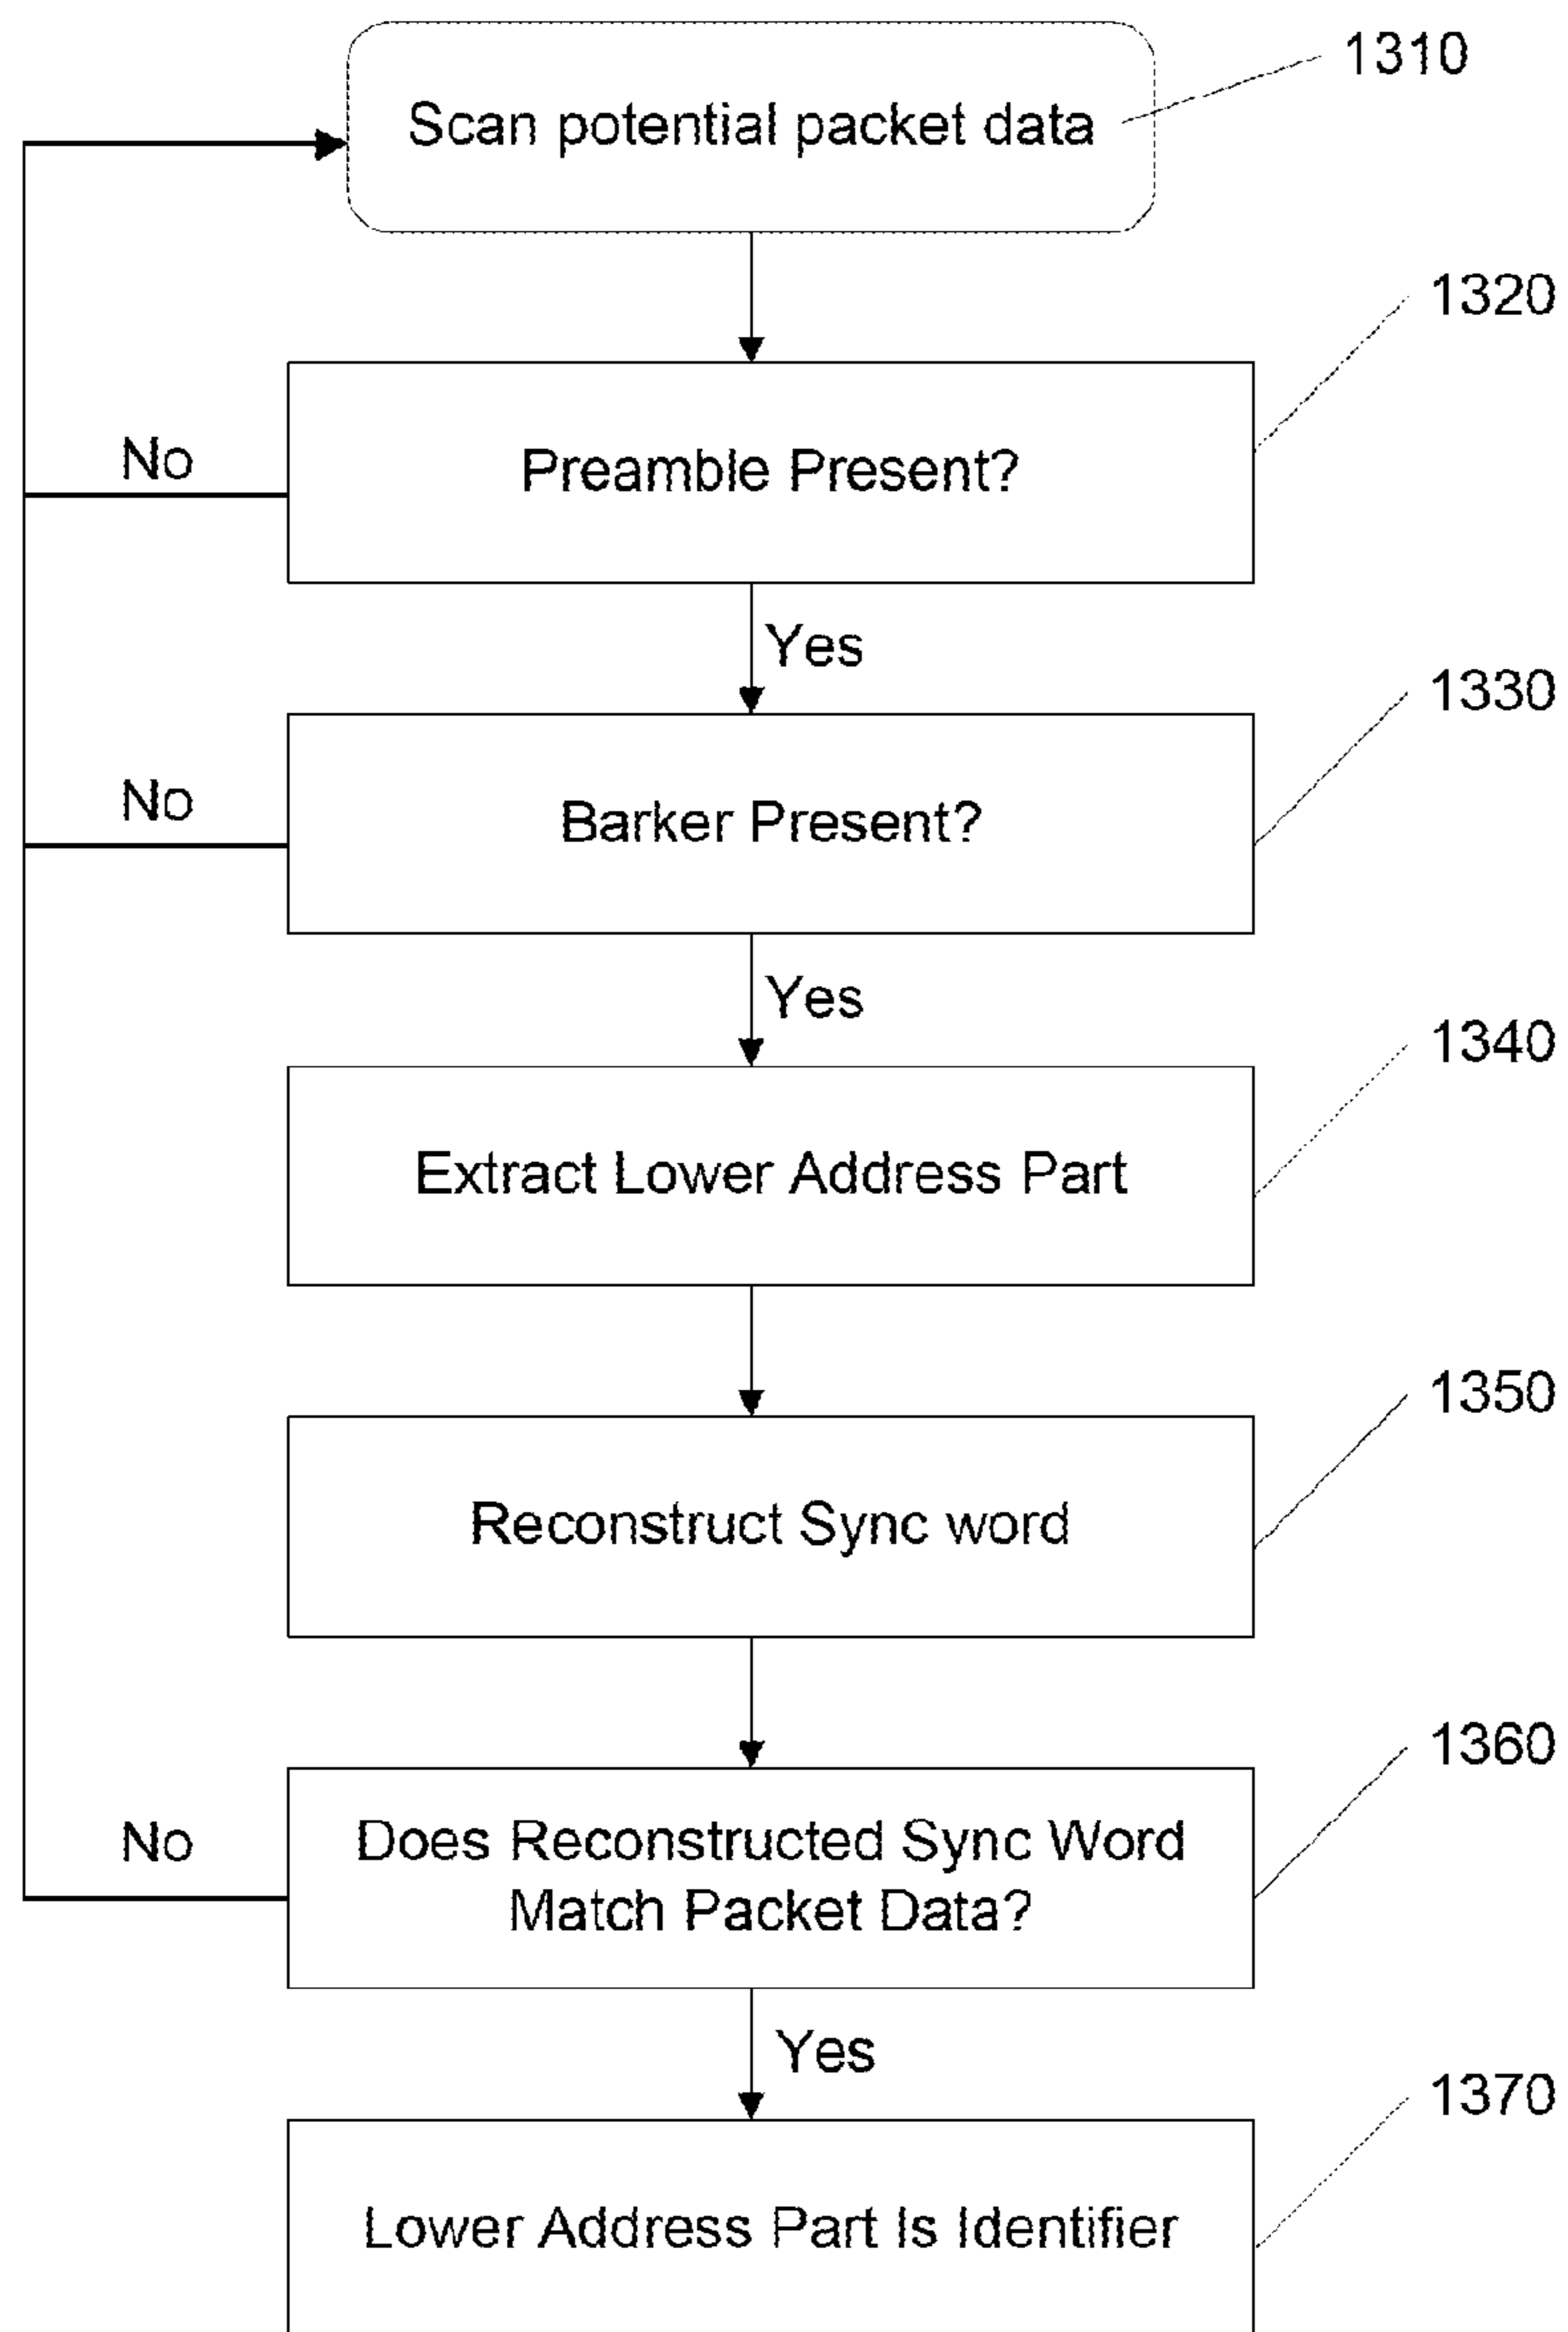 Scan potential packet data
1310
1320
Preamble Present?
No
Yes
1330
Barker Present?
No
Yes
1340
Extract Lower Address Part
1350
Reconstruct Sync word
1360
Does Reconstructed Sync Word
Match Packet Data?
No
Yes
1370
Lower Address Part Is Identifier